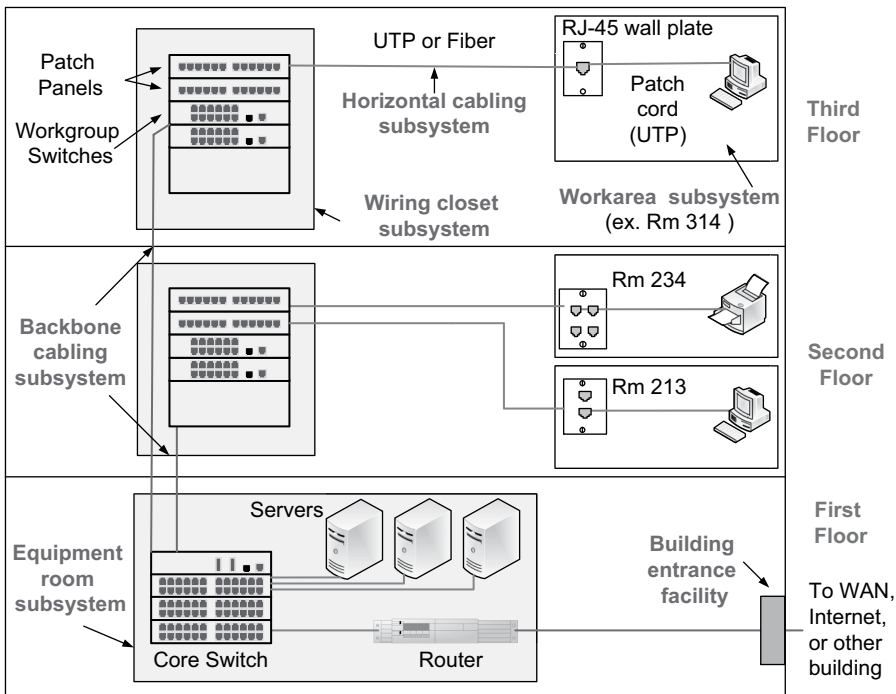 Patch
Panels
Workgroup
Switches
UTP or Fiber
Horizontal cabling
subsystem
RJ-45 wall plate
Patch
cord
(UTP)
Third
Floor
Wiring closet
subsystem
Workarea subsystem
(ex. Rm 314 )
Backbone
cabling
subsystem
Rm 234
Rm 213
Second
Floor
Equipment
room
subsystem
Servers
Core Switch
Router
Building
entrance
facility
First
Floor
To WAN,
Internet,
or other
building